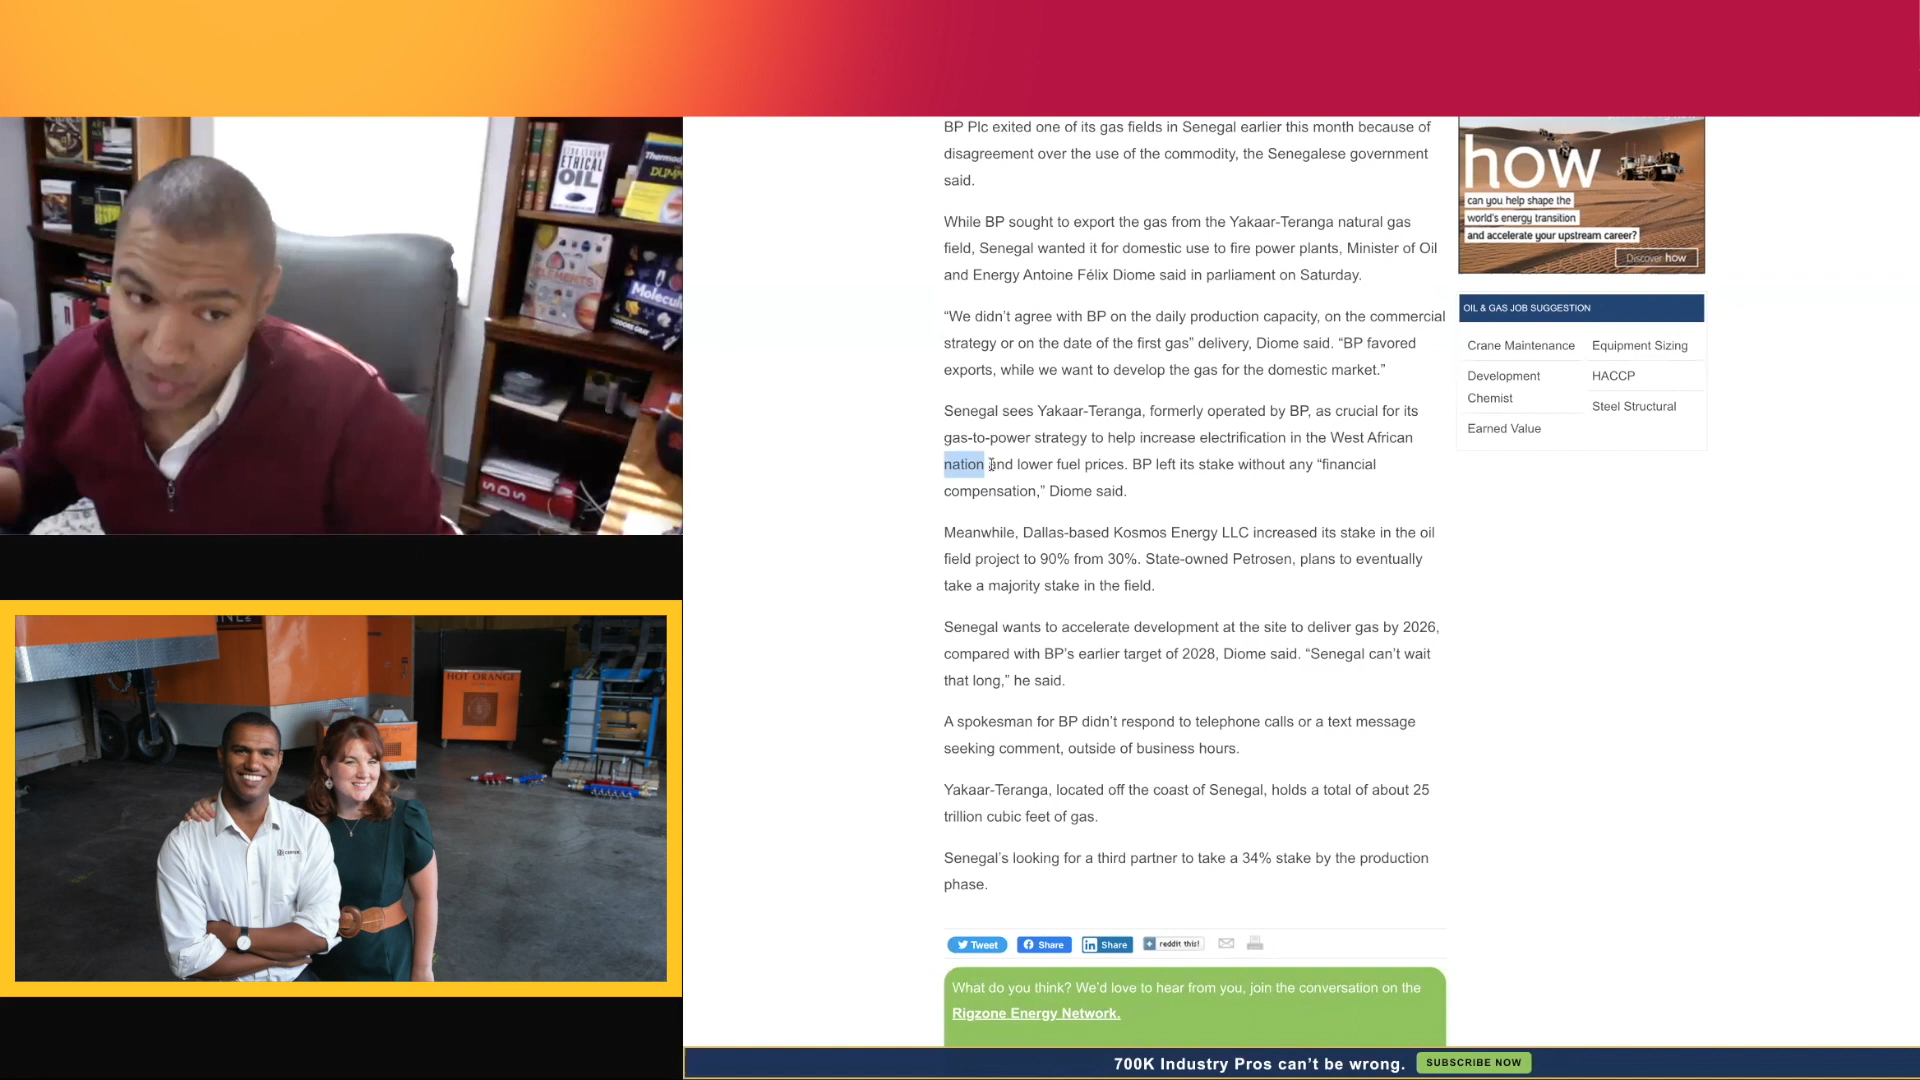 BP Plc exited one of its gas fields in Senegal earlier this month because of
disagreement over the use of the commodity, the Senegalese government
said.
While BP sought to export the gas from the Yakaar-Teranga natural gas
field, Senegal wanted it for domestic use to fire power plants, Minister of Oil
and Energy Antoine Félix Diome said in parliament on Saturday.
“We didn’t agree with BP on the daily production capacity, on the commercial
strategy or on the date of the first gas” delivery, Diome said. “BP favored
exports, while we want to develop the gas for the domestic market.”
Senegal sees Yakaar-Teranga, formerly operated by BP, as crucial for its
gas-to-power strategy to help increase electrification in the West African
nation and lower fuel prices. BP left its stake without any “financial
compensation,” Diome said.
Meanwhile, Dallas-based Kosmos Energy LLC increased its stake in the oil
field project to 90% from 30%. State-owned Petrosen, plans to eventually
take a majority stake in the field.
Senegal wants to accelerate development at the site to deliver gas by 2026,
compared with BP’s earlier target of 2028, Diome said. “Senegal can’t wait
that long,” he said.
A spokesman for BP didn’t respond to telephone calls or a text message
seeking comment, outside of business hours.
Yakaar-Teranga, located off the coast of Senegal, holds a total of about 25
trillion cubic feet of gas.
Senegal’s looking for a third partner to take a 34% stake by the production
phase.
Tweet
Share
in Share
reddit this!
What do you think? We’d love to hear from you, join the conversation on the
Rigzone Energy Network.
700K Industry Pros can’t be wrong. SUBSCRIBE NOW
how
can you help shape the
world's energy transition
and accelerate your upstream career?
Discover how
OIL & GAS JOB SUGGESTION
Crane Maintenance
Equipment Sizing
Development
Chemist
HACCP
Steel Structural
Earned Value
ETHICAL
OIL
DUMMIES
ELEMENTS
HOT ORANGE